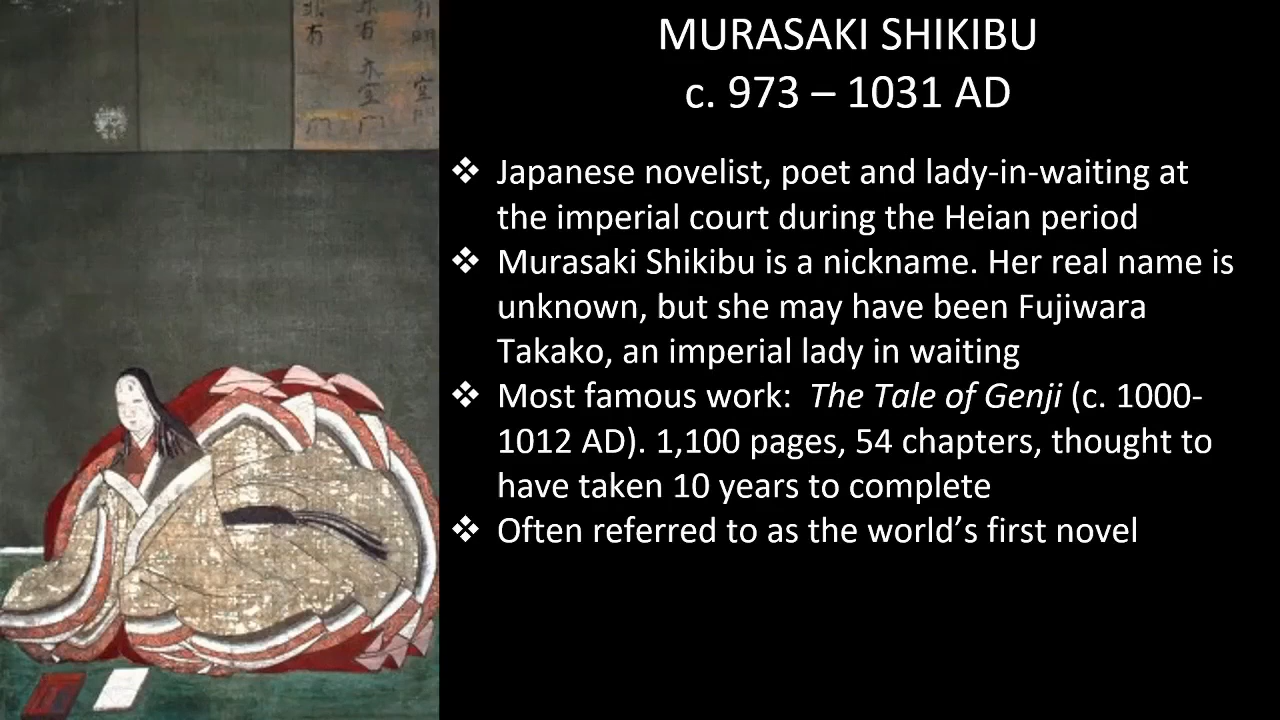 MURASAKI SHIKIBU
c. 973 – 1031 AD
❖ Japanese novelist, poet and lady-in-waiting at
the imperial court during the Heian period
❖ Murasaki Shikibu is a nickname. Her real name is
unknown, but she may have been Fujiwara
Takako, an imperial lady in waiting
❖ Most famous work:  The Tale of Genji (c. 1000-
1012 AD). 1,100 pages, 54 chapters, thought to
have taken 10 years to complete
❖ Often referred to as the world’s first novel